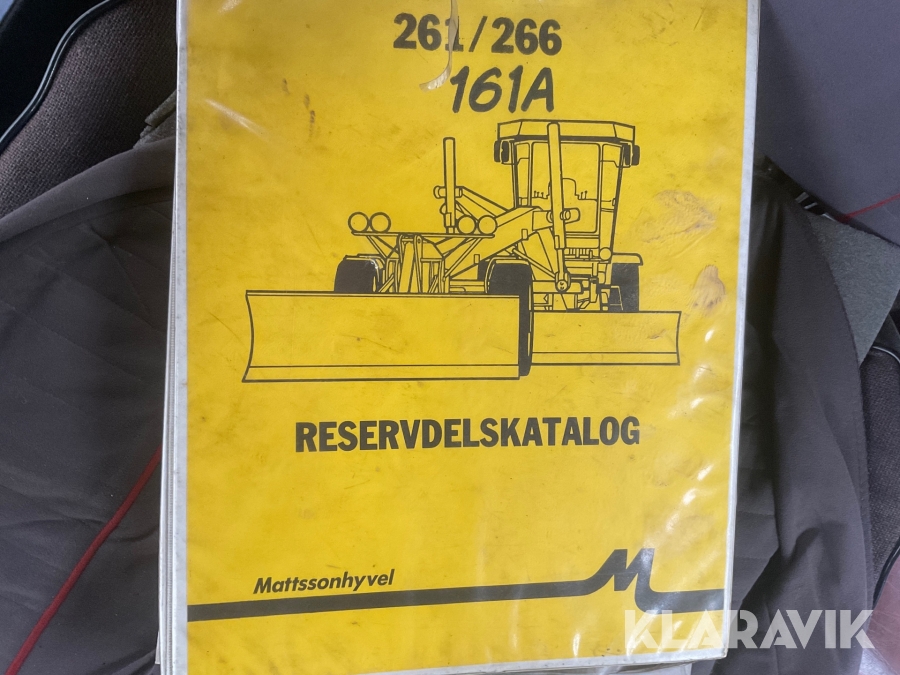 261/266
161A
RESERVDELSKATALOG
Mattssonhyvel
M
KLARAVIK